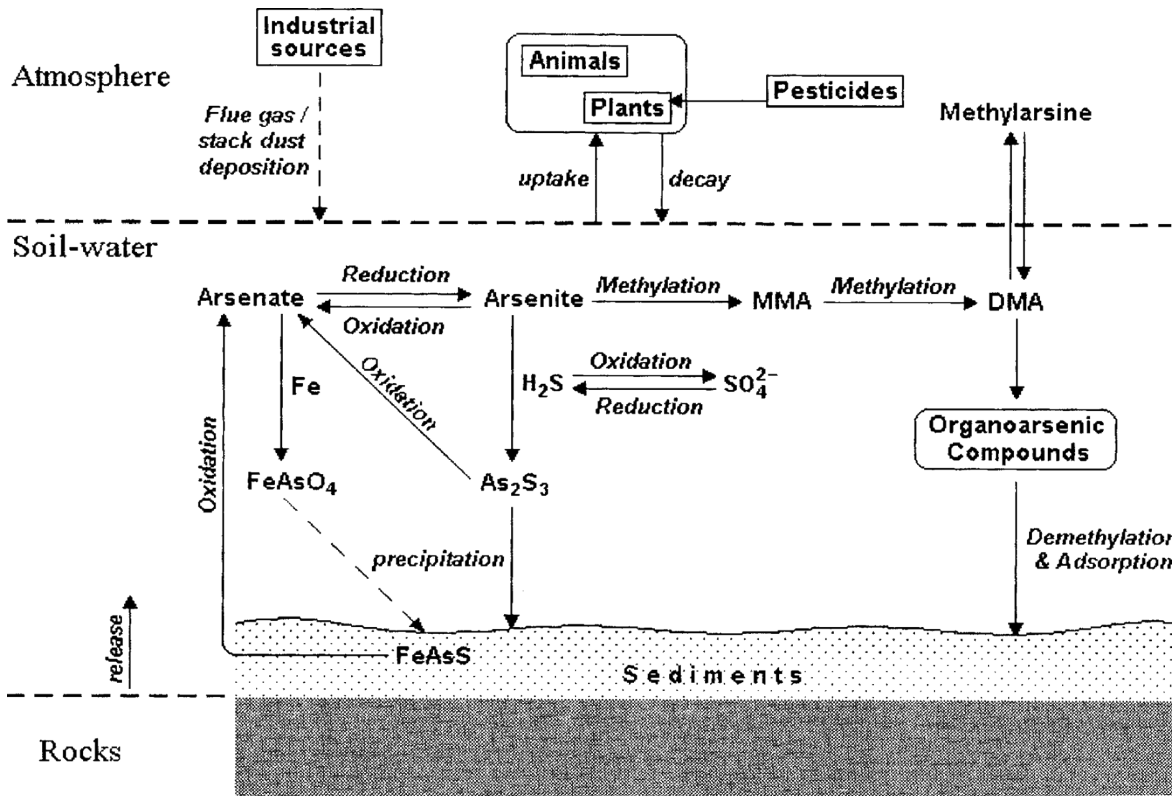 Industrial
sources
Atmosphere
Animals
Plants
Pesticides
Methylarsine
Flue gas /
stack dust
deposition
uptake
decay
Soil-water
Reduction
Arsenate
Arsenite
Methylation
MMA
Methylation
DMA
Oxidation
Fe
Oxidation
H₂S
Oxidation
SO₄²⁻
Reduction
Organoarsenic
Compounds
Oxidation
FeAsO₄
As₂S₃
precipitation
Demethylation
& Adsorption
release
FeAsS
Sediments
Rocks